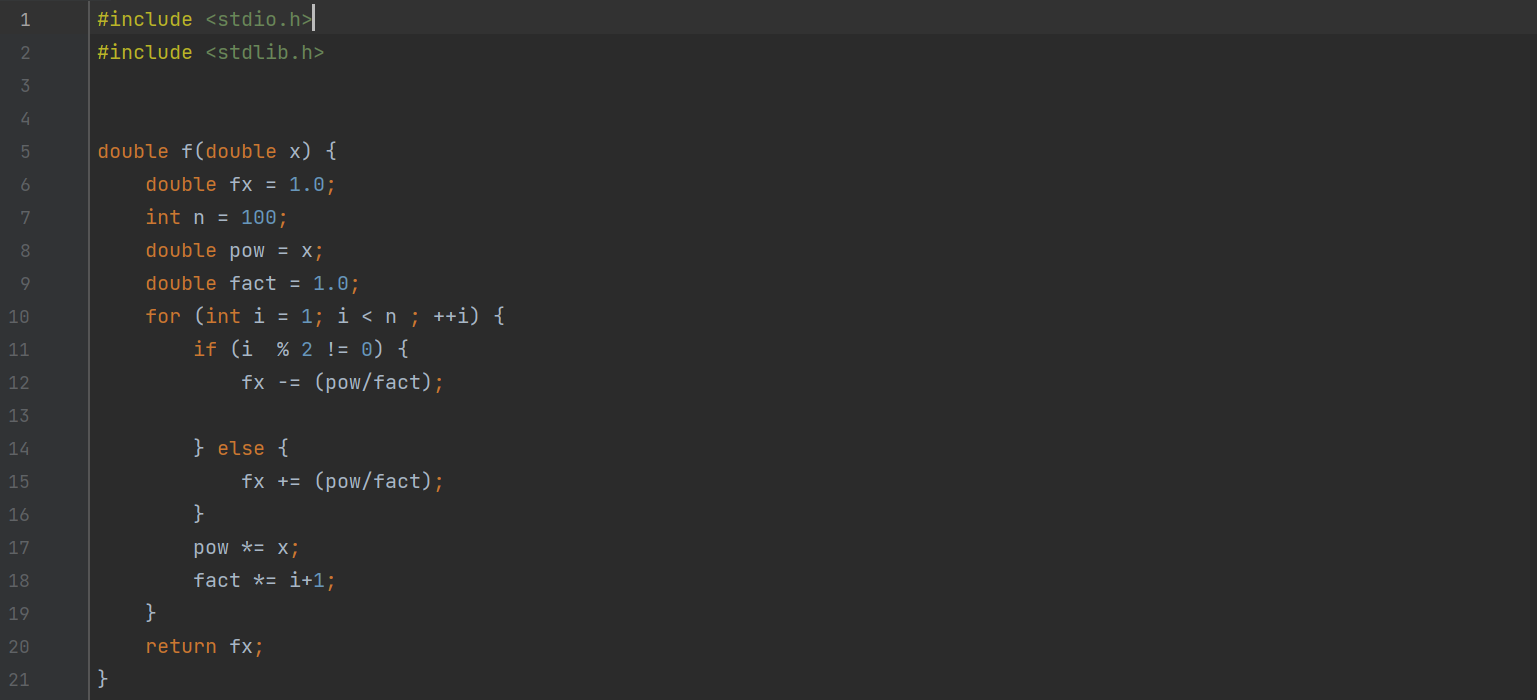 1 #include <stdio.h>
2 #include <stdlib.h>
3
4
5 double f(double x) {
6     double fx = 1.0;
7     int n = 100;
8     double pow = x;
9     double fact = 1.0;
10     for (int i = 1; i < n ; ++i) {
11         if (i  % 2 != 0) {
12             fx -= (pow/fact);
13
14         } else {
15             fx += (pow/fact);
16         }
17         pow *= x;
18         fact *= i+1;
19     }
20     return fx;
21 }